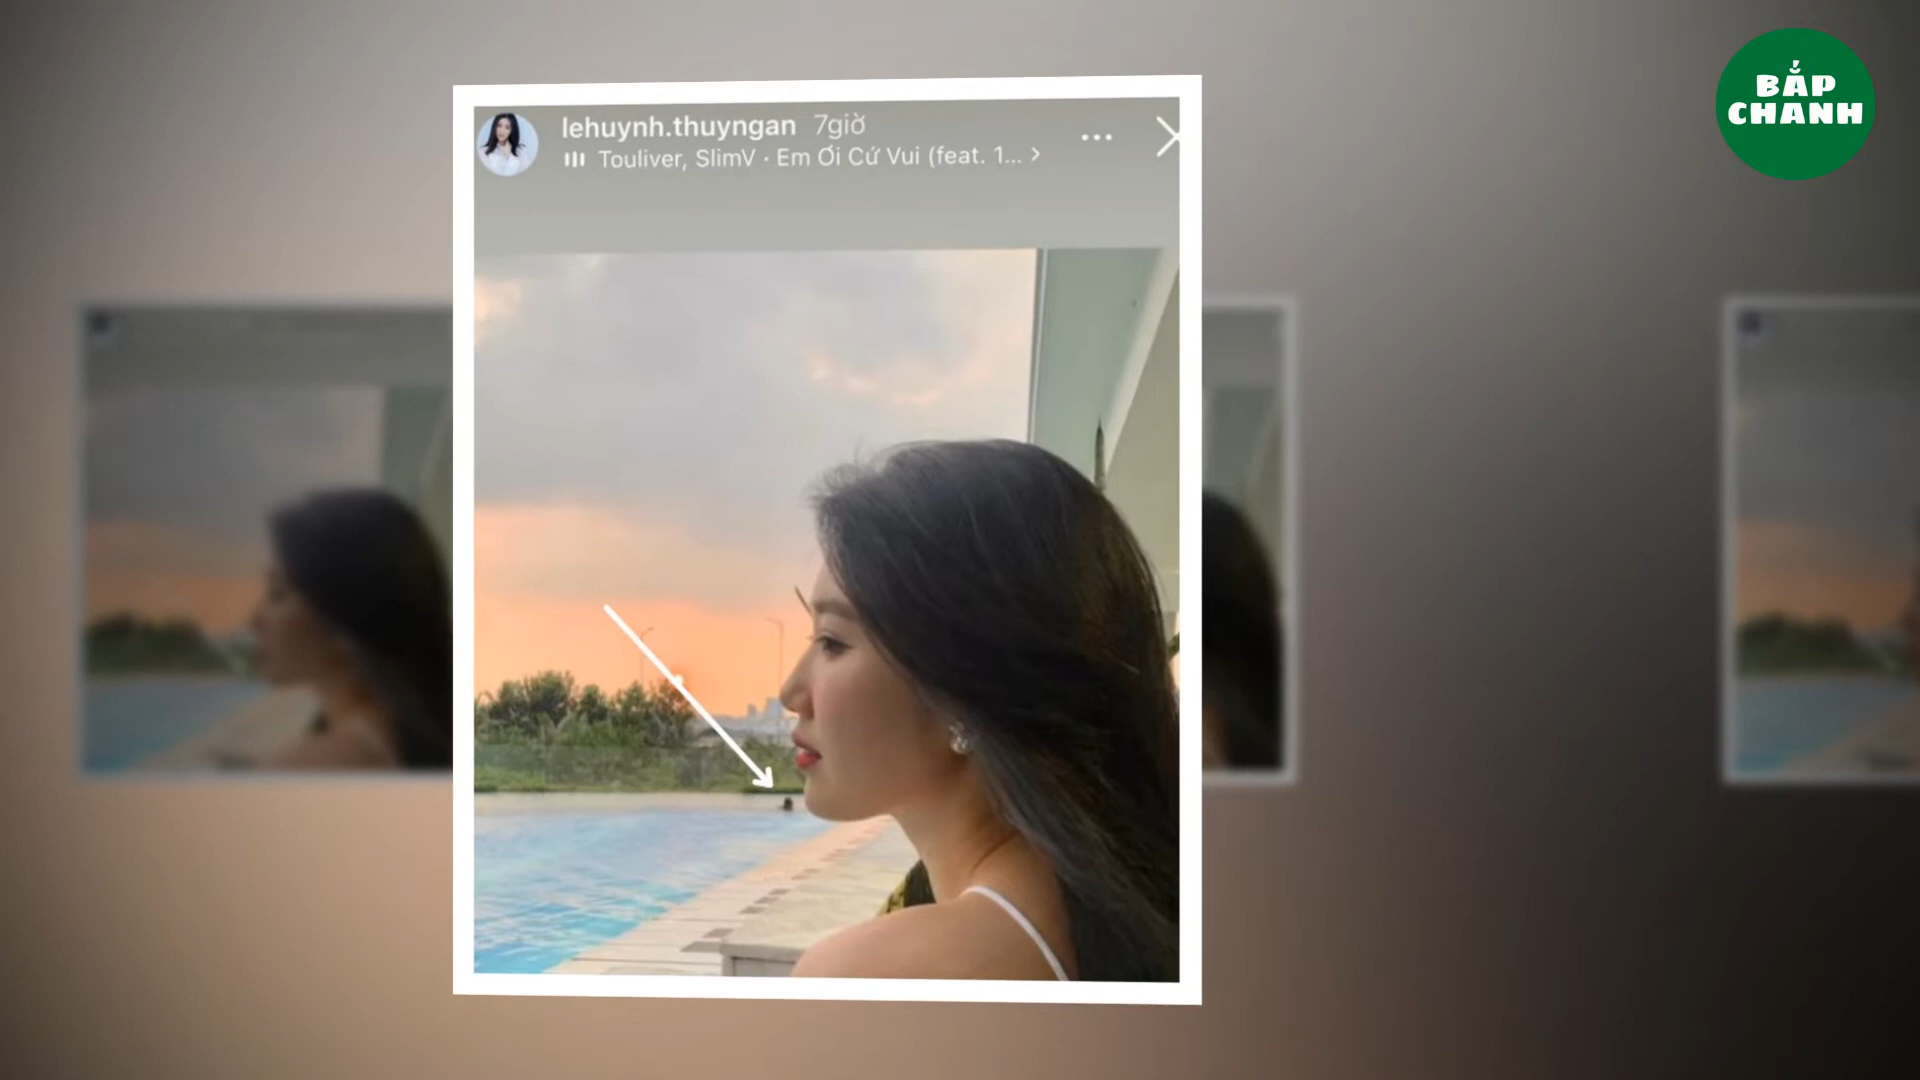 BẮP
CHANH
lehuynh.thuyngan 7giờ
Touliver, SlimV · Em Ơi Cứ Vui (feat. 1...